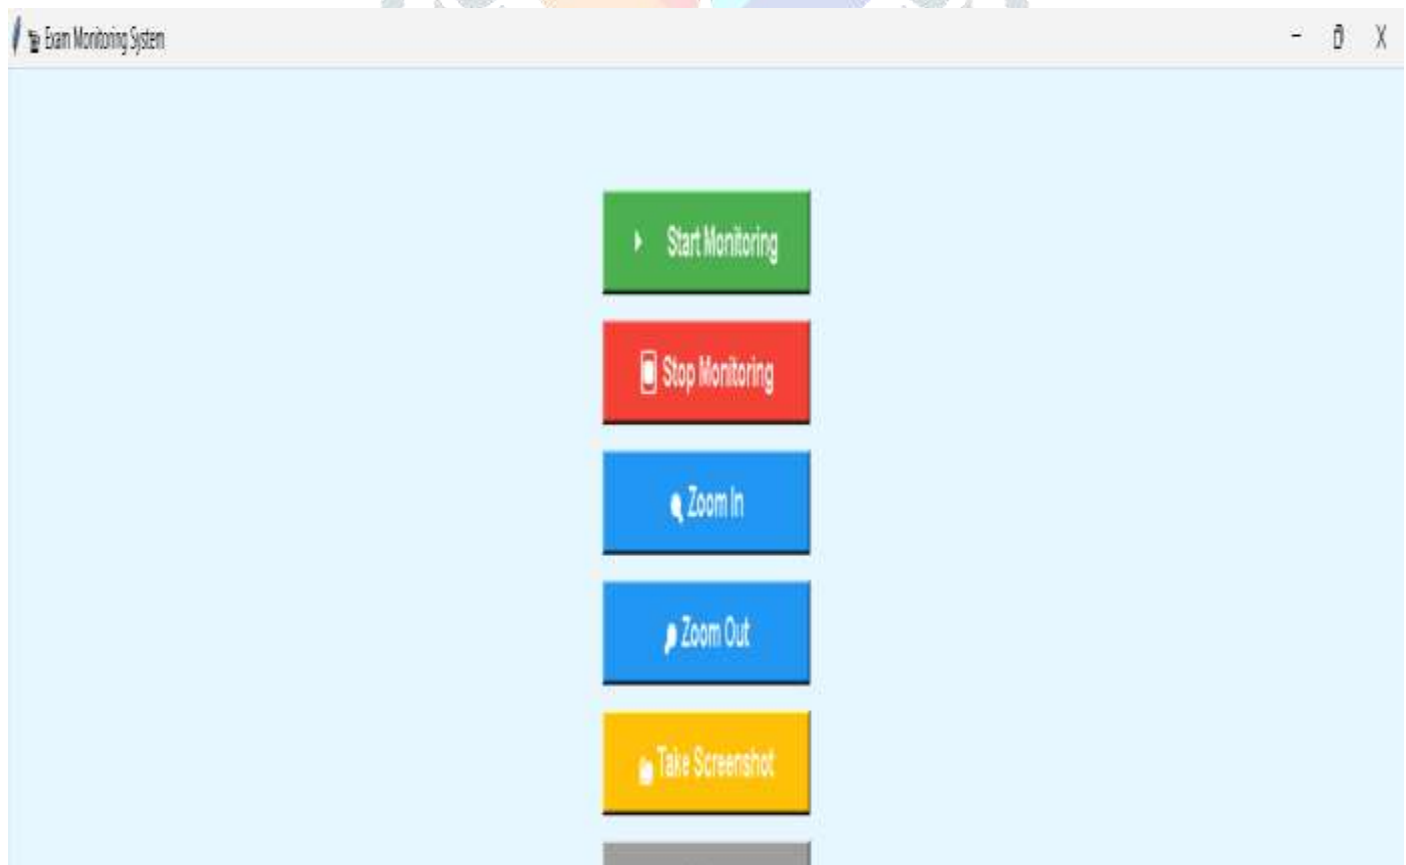 Exam Monitoring System
Start Monitoring
Stop Monitoring
Zoom In
Zoom Out
Take Screenshot